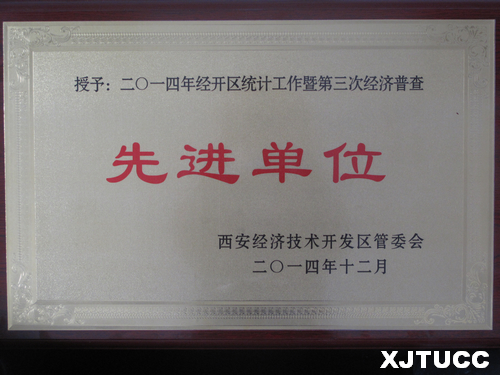 授予：二〇一四年经开区统计工作暨第三次经济普查
先进单位
西安经济技术开发区管委会
二〇一四年十二月
XJTUCC